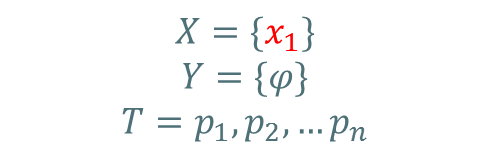 X = {x₁}
Y = {φ}
T = p₁, p₂, … pₙ